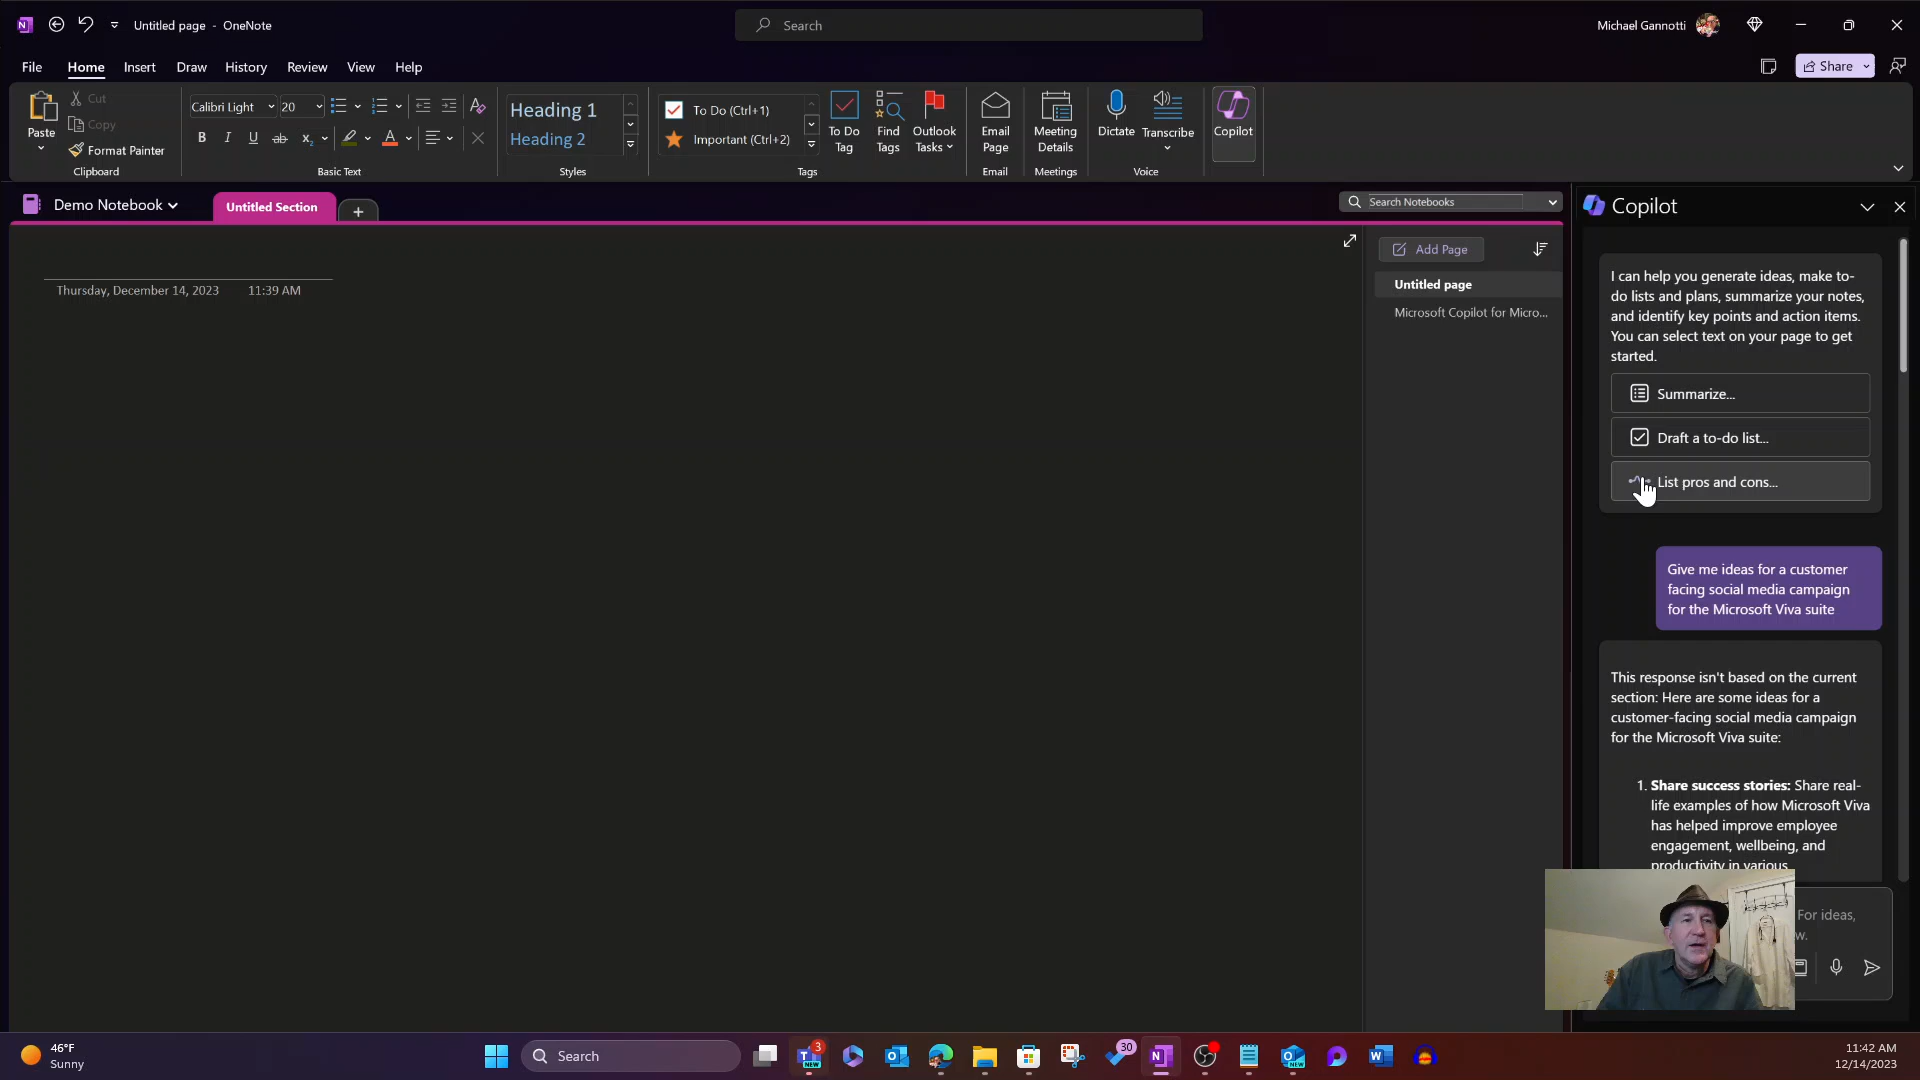 Untitled page - OneNote
Search
Michael Gannotti
File
Home
Insert
Draw
History
Review
View
Help
Share
Paste
Cut
Copy
Format Painter
Clipboard
Calibri Light
20
Basic Text
Heading 1
Heading 2
Styles
To Do (Ctrl+1)
Important (Ctrl+2)
Tags
To Do
Tag
Find
Tags
Outlook
Tasks
Email
Page
Email
Meeting
Details
Meetings
Dictate
Transcribe
Voice
Copilot
Demo Notebook
Untitled Section
Search Notebooks
Thursday, December 14, 2023 11:39 AM
Add Page
Untitled page
Microsoft Copilot for Micro...
Copilot
I can help you generate ideas, make to-
do lists and plans, summarize your notes,
and identify key points and action items.
You can select text on your page to get
started.
Summarize...
Draft a to-do list...
List pros and cons...
Give me ideas for a customer
facing social media campaign
for the Microsoft Viva suite
This response isn't based on the current
section: Here are some ideas for a
customer-facing social media campaign
for the Microsoft Viva suite:
1. Share success stories: Share real-
life examples of how Microsoft Viva
has helped improve employee
engagement, wellbeing, and
productivity in various
For ideas,
w.
46°F
Sunny
Search
3
NEW
30
NEW
11:42 AM
12/14/2023